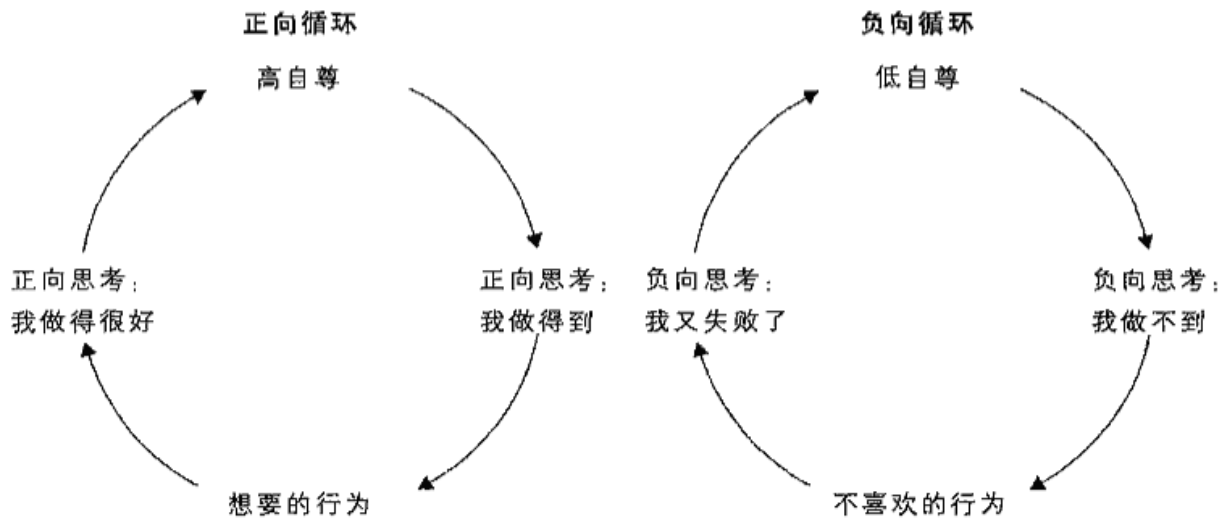 正向循环
高自尊
正向思考：
我做得到
想要的行为
正向思考：
我做得很好
负向循环
低自尊
负向思考：
我做不到
不喜欢的行为
负向思考：
我又失败了